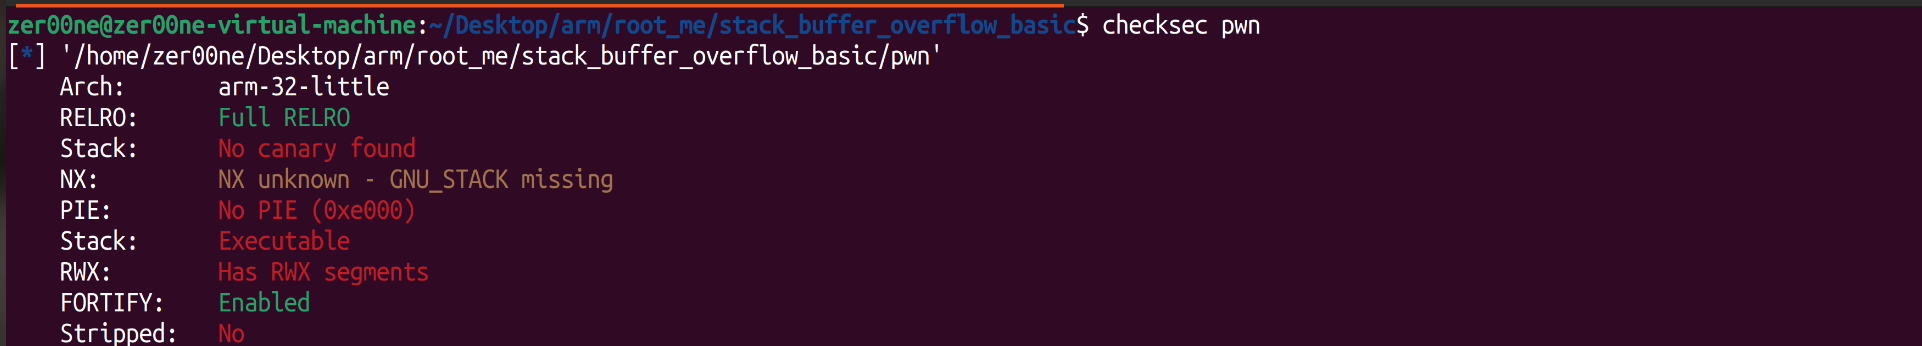 zer00ne@zer00ne-virtual-machine:~/Desktop/arm/root_me/stack_buffer_overflow_basic$ checksec pwn
[*] '/home/zer00ne/Desktop/arm/root_me/stack_buffer_overflow_basic/pwn'
    Arch:       arm-32-little
    RELRO:      Full RELRO
    Stack:      No canary found
    NX:         NX unknown - GNU_STACK missing
    PIE:        No PIE (0xe000)
    Stack:      Executable
    RWX:        Has RWX segments
    FORTIFY:    Enabled
    Stripped:   No